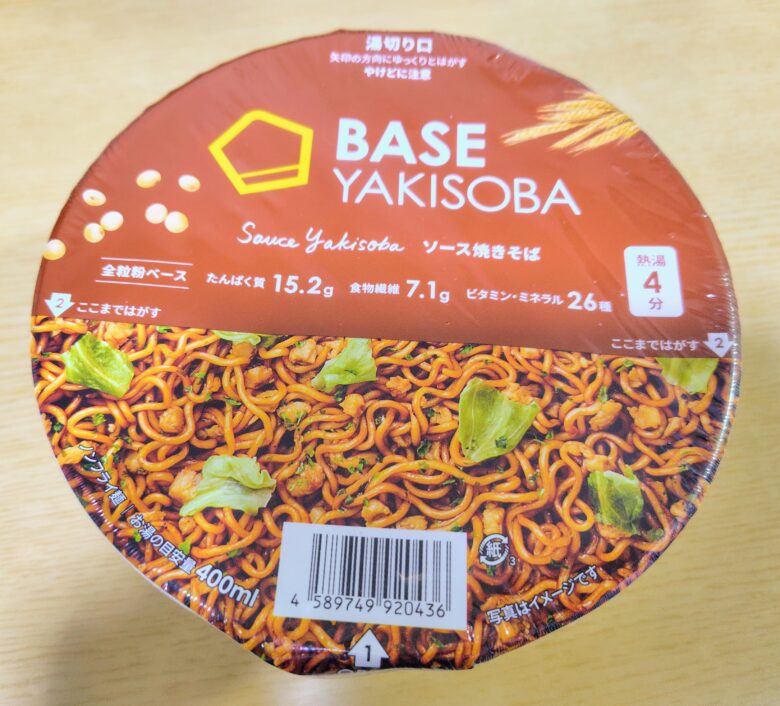 湯切り口
矢印の方向にゆっくりとはがす
やけどに注意
BASE
YAKISOBA
Sauce Yakisoba ソース焼きそば
全粒粉ベース たんぱく質 15.2g 食物繊維 7.1g ビタミン・ミネラル 26種
熱湯
4
分
2 ここまではがす
ここまではがす 2
ノンフライ麺 | お湯の目安量 400ml
紙 3
4 589749 920436
写真はイメージです
1